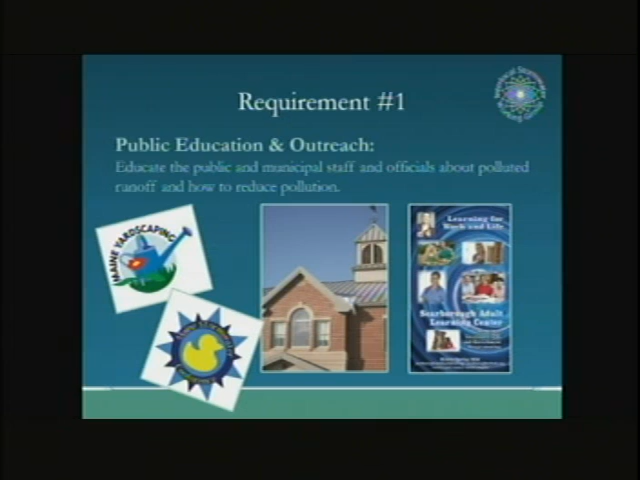 Requirement #1
Public Education & Outreach:
Educate the public and municipal staff and officials about polluted
runoff and how to reduce pollution.
MAINE YARDSCAPING
Learning for
Work and Life
Scarborough Adult
Learning Center